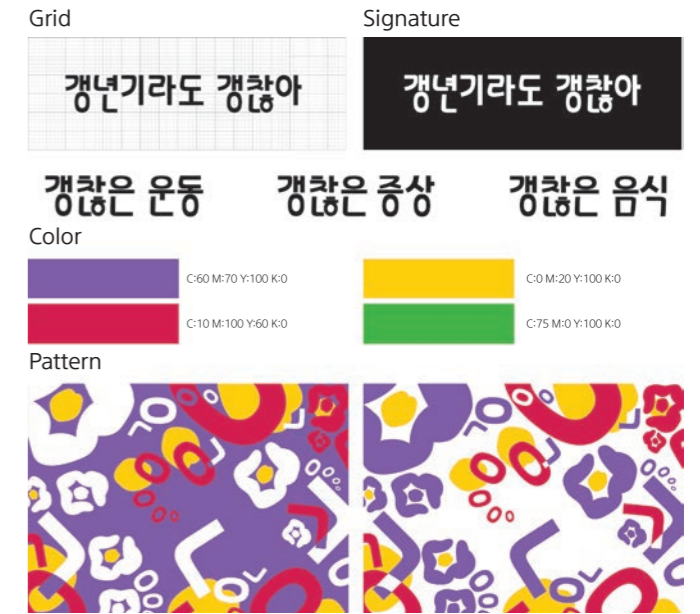 Grid Signature
갱년기라도 갱찮아 갱년기라도 갱찮아
갱찮은 운동 갱찮은 증상 갱찮은 음식
Color
C:60 M:70 Y:100 K:0 C:0 M:20 Y:100 K:0
C:10 M:100 Y:60 K:0 C:75 M:0 Y:100 K:0
Pattern